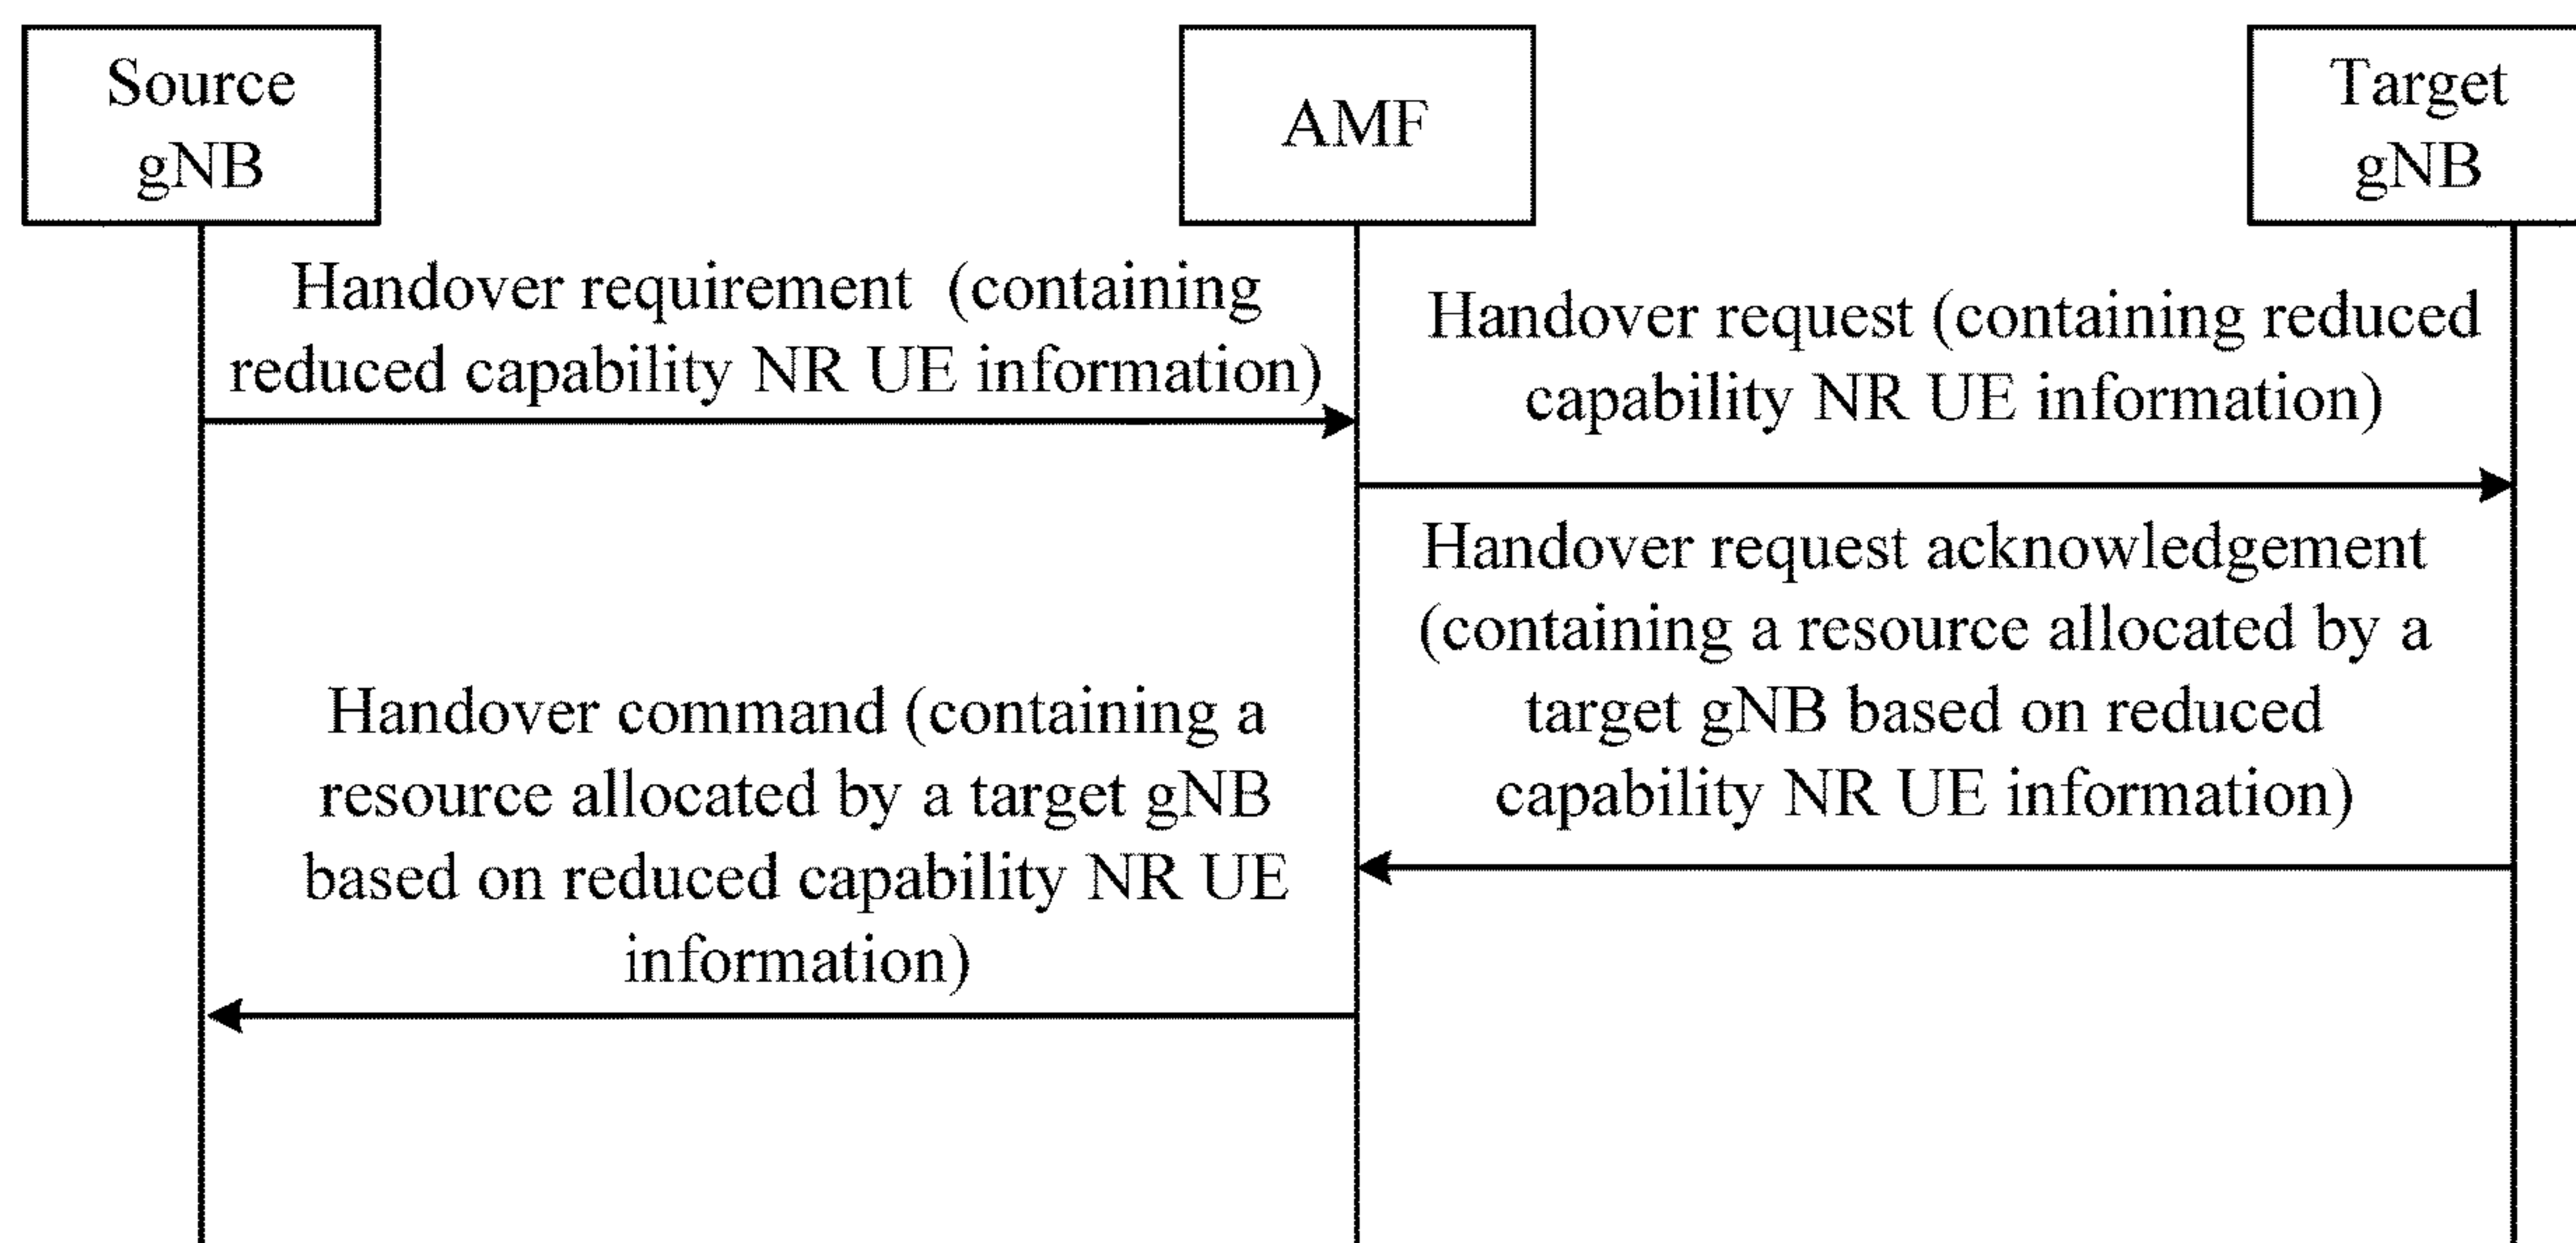 Source
gNB
AMF
Target
gNB
Handover requirement (containing
reduced capability NR UE information)
Handover request (containing reduced
capability NR UE information)
Handover request acknowledgement
(containing a resource allocated by a
target gNB based on reduced
capability NR UE information)
Handover command (containing a
resource allocated by a target gNB
based on reduced capability NR UE
information)